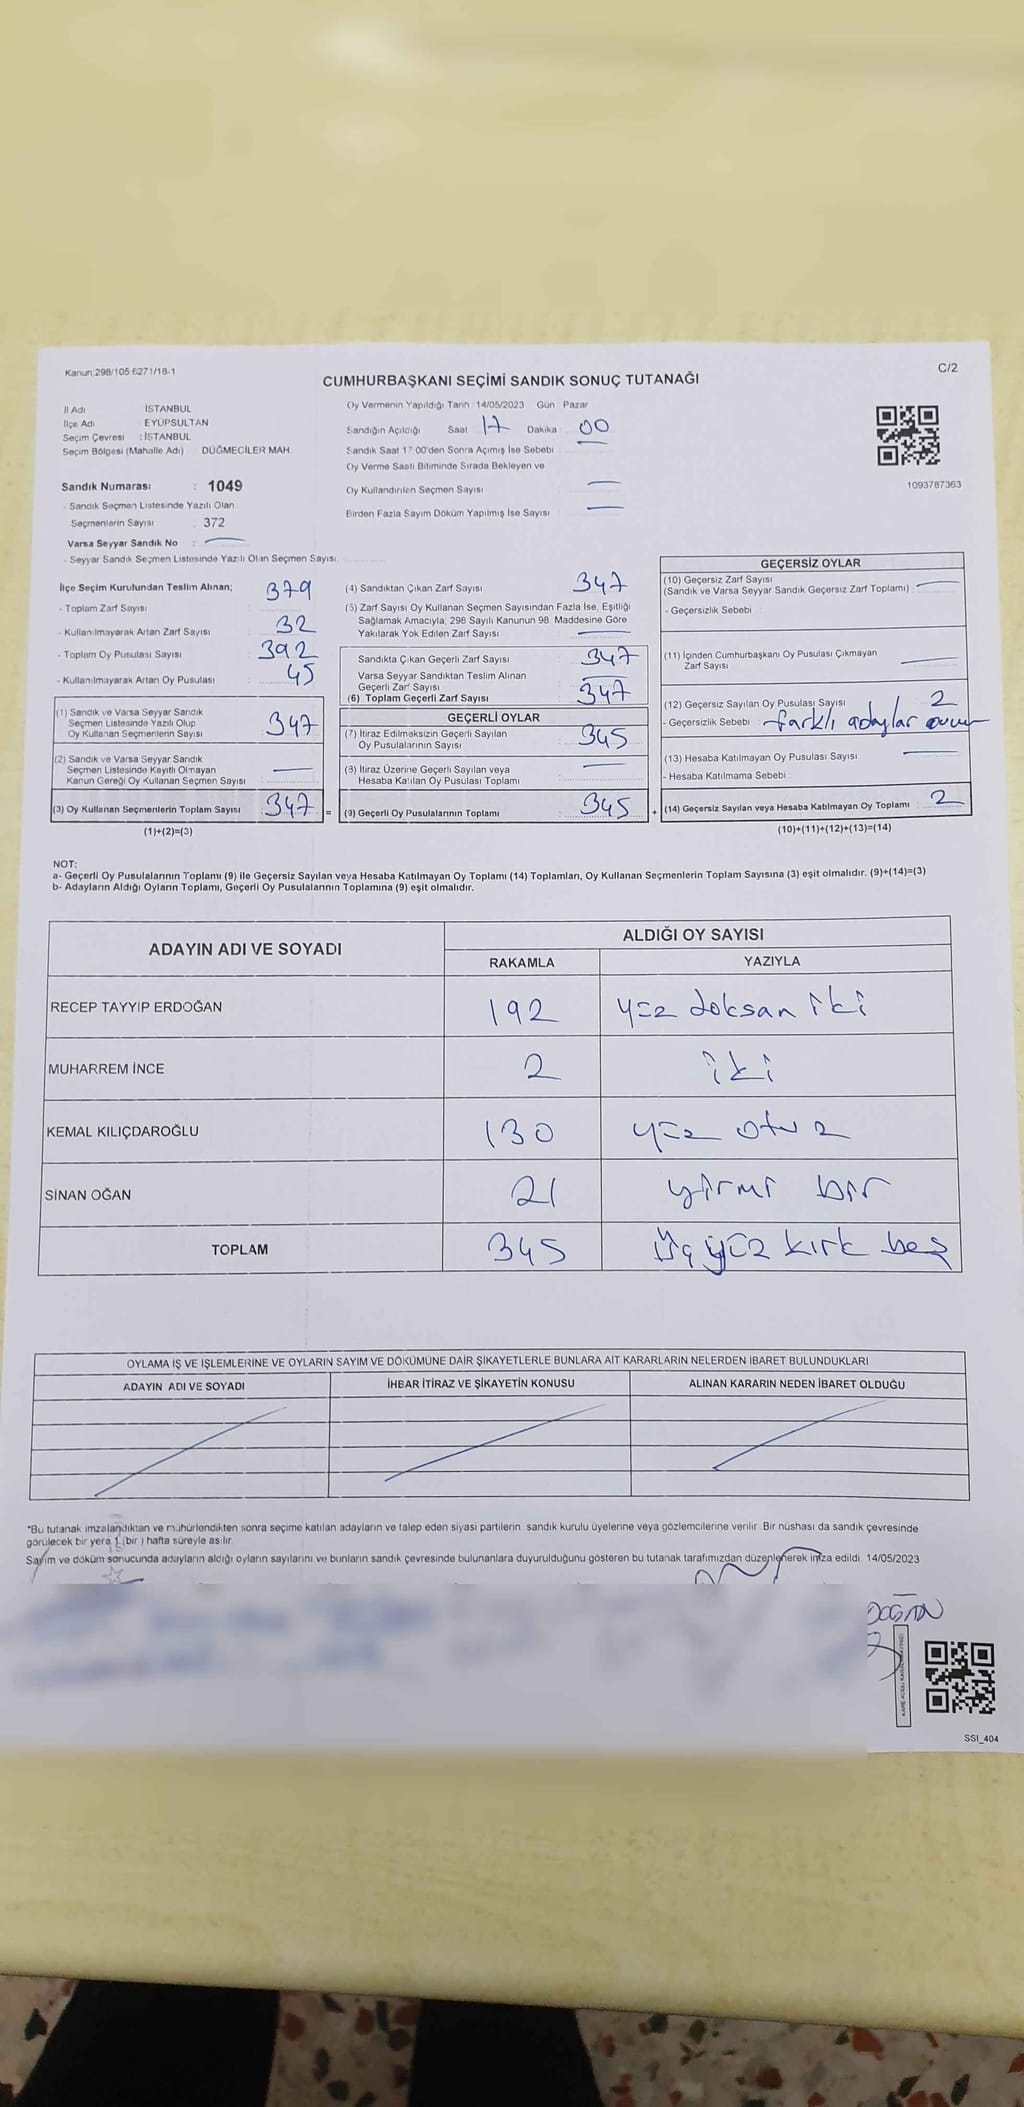 Kanun:298/105.6271/18-1
C/2
CUMHURBAŞKANI SEÇİMİ SANDIK SONUÇ TUTANAĞI
İl Adı İSTANBUL
İlçe Adı EYÜPSULTAN
Seçim Çevresi : İSTANBUL
Seçim Bölgesi (Mahalle Adı) DÜĞMECİLER MAH
Sandık Numarası : 1049
- Sandık Seçmen Listesinde Yazılı Olan
Seçmenlerin Sayısı : 372
Varsa Seyyar Sandık No :
- Seyyar Sandık Seçmen Listesinde Yazılı Olan Seçmen Sayısı:
Oy Vermenin Yapıldığı Tarih : 14/05/2023 Gün : Pazar
Sandığın Açıldığı Saat 17 Dakika : 00
Sandık Saat 17:00'den Sonra Açılmış İse Sebebi :
Oy Verme Saati Bitiminde Sırada Bekleyen ve
Oy Kullandırılan Seçmen Sayısı
Birden Fazla Sayım Döküm Yapılmış İse Sayısı
1093787363
İlçe Seçim Kurulundan Teslim Alınan;
- Toplam Zarf Sayısı 379
- Kullanılmayarak Artan Zarf Sayısı 32
- Toplam Oy Pusulası Sayısı 392
- Kullanılmayarak Artan Oy Pusulası 45
(1) Sandık ve Varsa Seyyar Sandık
Seçmen Listesinde Yazılı Olup
Oy Kullanan Seçmenlerin Sayısı 347
(2) Sandık ve Varsa Seyyar Sandık
Seçmen Listesinde Kayıtlı Olmayan
Kanun Gereği Oy Kullanan Seçmen Sayısı
(3) Oy Kullanan Seçmenlerin Toplam Sayısı 347 =
(1)+(2)=(3)
(4) Sandıktan Çıkan Zarf Sayısı 347
(5) Zarf Sayısı Oy Kullanan Seçmen Sayısından Fazla İse, Eşitliği
Sağlamak Amacıyla, 298 Sayılı Kanunun 98. Maddesine Göre
Yakılarak Yok Edilen Zarf Sayısı
Sandıkta Çıkan Geçerli Zarf Sayısı 347
Varsa Seyyar Sandıktan Teslim Alınan
Geçerli Zarf Sayısı
(6) Toplam Geçerli Zarf Sayısı 347
GEÇERLİ OYLAR
(7) İtiraz Edilmeksizin Geçerli Sayılan
Oy Pusulalarının Sayısı 345
(8) İtiraz Üzerine Geçerli Sayılan veya
Hesaba Katılan Oy Pusulası Toplamı
(9) Geçerli Oy Pusulalarının Toplamı 345 +
GEÇERSİZ OYLAR
(10) Geçersiz Zarf Sayısı
(Sandık ve Varsa Seyyar Sandık Geçersiz Zarf Toplamı) :
- Geçersizlik Sebebi :
(11) İçinden Cumhurbaşkanı Oy Pusulası Çıkmayan
Zarf Sayısı
(12) Geçersiz Sayılan Oy Pusulası Sayısı 2
- Geçersizlik Sebebi : farklı adaylar
(13) Hesaba Katılmayan Oy Pusulası Sayısı
- Hesaba Katılmama Sebebi :
(14) Geçersiz Sayılan veya Hesaba Katılmayan Oy Toplamı 2
(10)+(11)+(12)+(13)=(14)
NOT:
a- Geçerli Oy Pusulalarının Toplamı (9) ile Geçersiz Sayılan veya Hesaba Katılmayan Oy Toplamı (14) Toplamları, Oy Kullanan Seçmenlerin Toplam Sayısına (3) eşit olmalıdır. (9)+(14)=(3)
b- Adayların Aldığı Oyların Toplamı, Geçerli Oy Pusulalarının Toplamına (9) eşit olmalıdır.
ADAYIN ADI VE SOYADI
ALDIĞI OY SAYISI
RAKAMLA YAZIYLA
RECEP TAYYİP ERDOĞAN 192 yüz doksan iki
MUHARREM İNCE 2 iki
KEMAL KILIÇDAROĞLU 130 yüz otuz
SİNAN OĞAN 21 yirmi bir
TOPLAM 345 üç yüz kırk beş
OYLAMA İŞ VE İŞLEMLERİNE VE OYLARIN SAYIM VE DÖKÜMÜNE DAİR ŞİKAYETLERLE BUNLARA AİT KARARLARIN NELERDEN İBARET BULUNDUKLARI
ADAYIN ADI VE SOYADI İHBAR İTİRAZ VE ŞİKAYETİN KONUSU ALINAN KARARIN NEDEN İBARET OLDUĞU
*Bu tutanak imzalandıktan ve mühürlendikten sonra seçime katılan adayların ve talep eden siyasi partilerin sandık kurulu üyelerine veya gözlemcilerine verilir. Bir nüshası da sandık çevresinde
görülecek bir yere 1 (bir ) hafta süreyle asılır.
Sayım ve döküm sonucunda adayların aldığı oyların sayılarını ve bunların sandık çevresinde bulunanlara duyurulduğunu gösteren bu tutanak tarafımızdan düzenlenerek imza edildi. 14/05/2023
DOĞAN
SSI_404